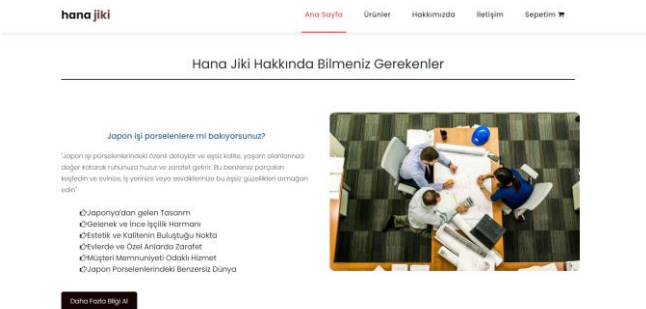 hana jiki
Ana Sayfa Ürünler Hakkımızda İletişim Sepetim
Hana Jiki Hakkında Bilmeniz Gerekenler
Japon işi porselenlere mi bakıyorsunuz?
"Japon işi porselenlerindeki özenli detaylar ve eşsiz kalite, yaşam alanlarınıza
değer katarak ruhunuza huzur ve zarafet getirir. Bu benzersiz parçaları
keşfedin ve evinize, iş yerinize veya sevdiklerinize bu eşsiz güzellikleri armağan
edin"
Japonya'dan gelen Tasarım
Gelenek ve İnce İşçilik Harmanı
Estetik ve Kalitenin Buluştuğu Nokta
Evlerde ve Özel Anlarda Zarafet
Müşteri Memnuniyeti Odaklı Hizmet
Japon Porselenlerindeki Benzersiz Dünya
Daha Fazla Bilgi Al